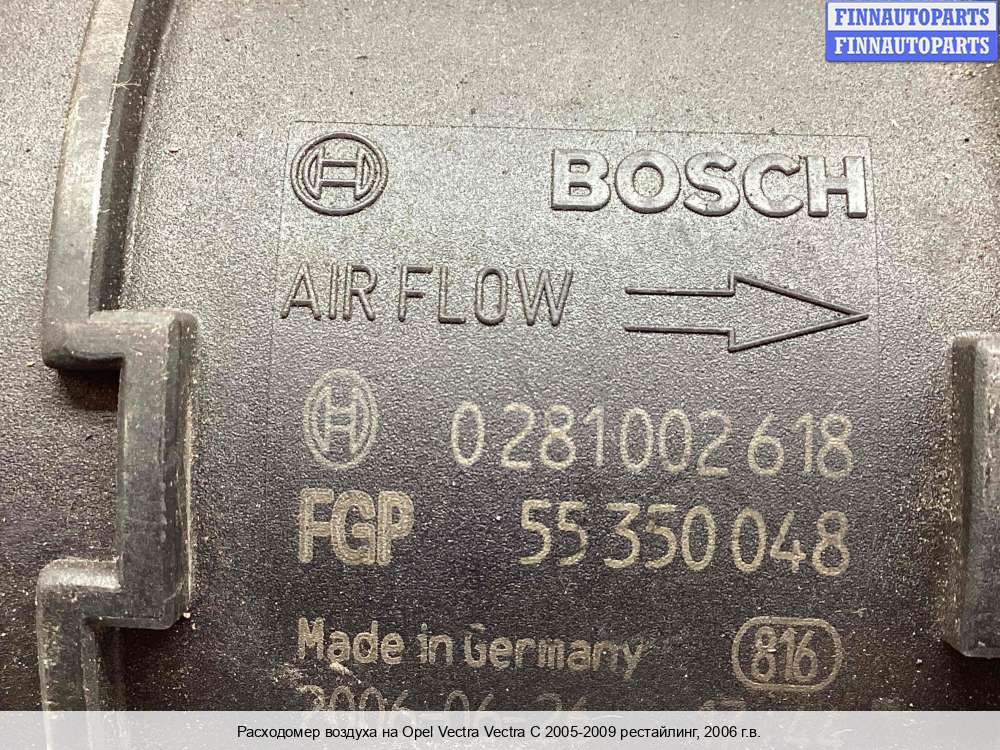 FINNAUTOPARTS
FINNAUTOPARTS
BOSCH
AIR FLOW
0 281 002 618
FGP 55 350 048
Made in Germany 816
Расходомер воздуха на Opel Vectra Vectra C 2005-2009 рестайлинг, 2006 г.в.